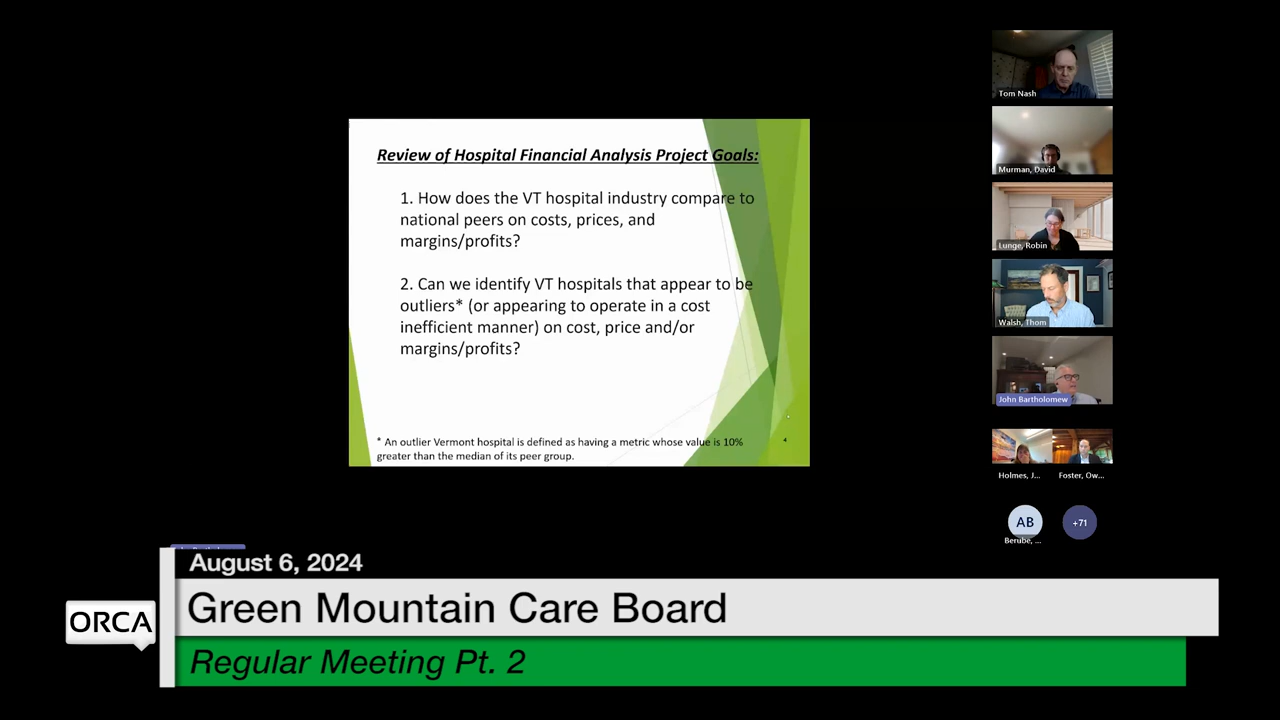 Review of Hospital Financial Analysis Project Goals:
1. How does the VT hospital industry compare to
national peers on costs, prices, and
margins/profits?
2. Can we identify VT hospitals that appear to be
outliers* (or appearing to operate in a cost
inefficient manner) on cost, price and/or
margins/profits?
* An outlier Vermont hospital is defined as having a metric whose value is 10%
greater than the median of its peer group.
4
Tom Nash
Murman, David
Lunge, Robin
Walsh, Thom
John Bartholomew
Holmes, J...
Foster, Ow...
AB
+71
Berube, ...
August 6, 2024
ORCA
Green Mountain Care Board
Regular Meeting Pt. 2